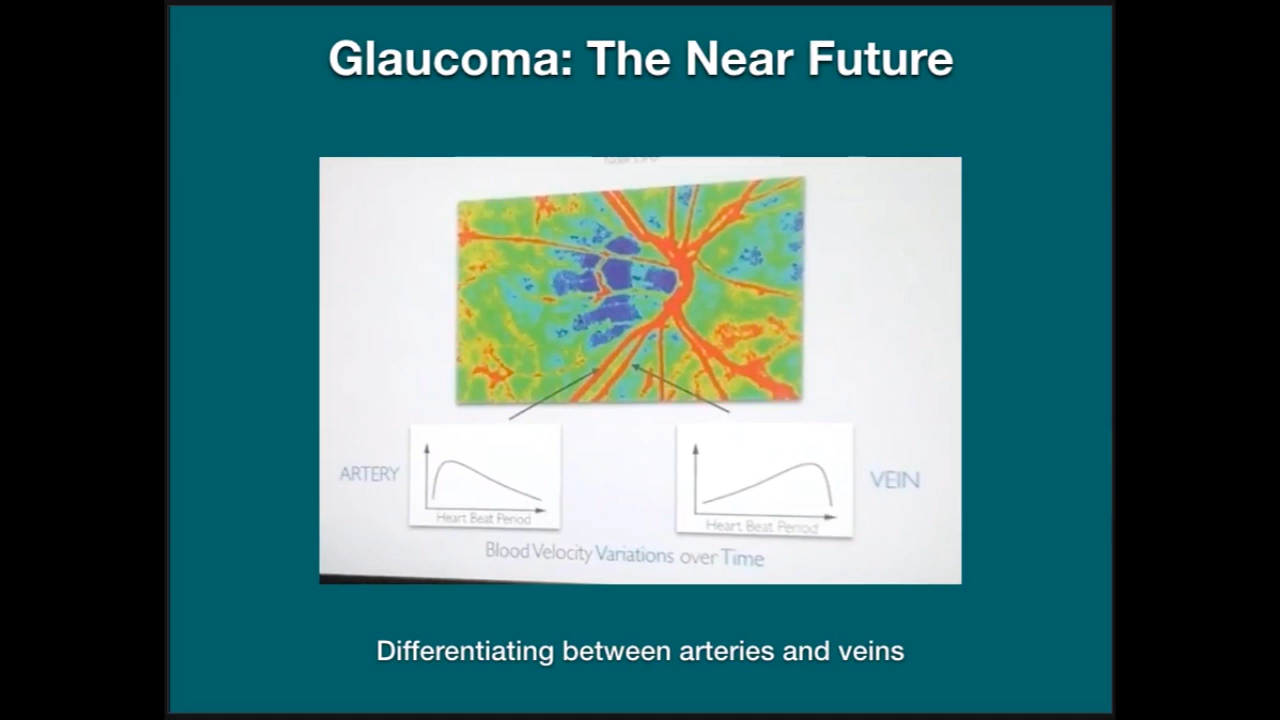 Glaucoma: The Near Future
ARTERY
Heart Beat Period
VEIN
Heart Beat Period
Blood Velocity Variations over Time
Differentiating between arteries and veins